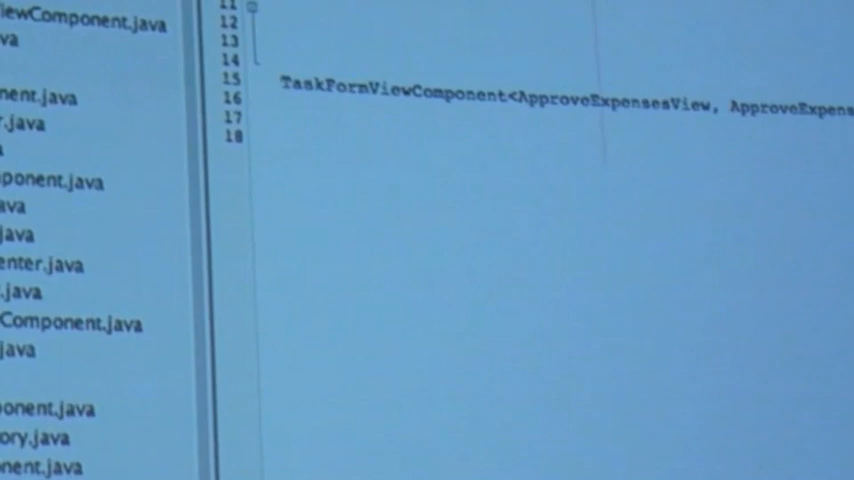 iewComponent.java
va
nent.java
r.java
a
ponent.java
ava
java
enter.java
.java
Component.java
java
onent.java
ory.java
nent.java
11
12
13
14
15 TaskFormViewComponent<ApproveExpensesView, ApproveExpens
16
17
18